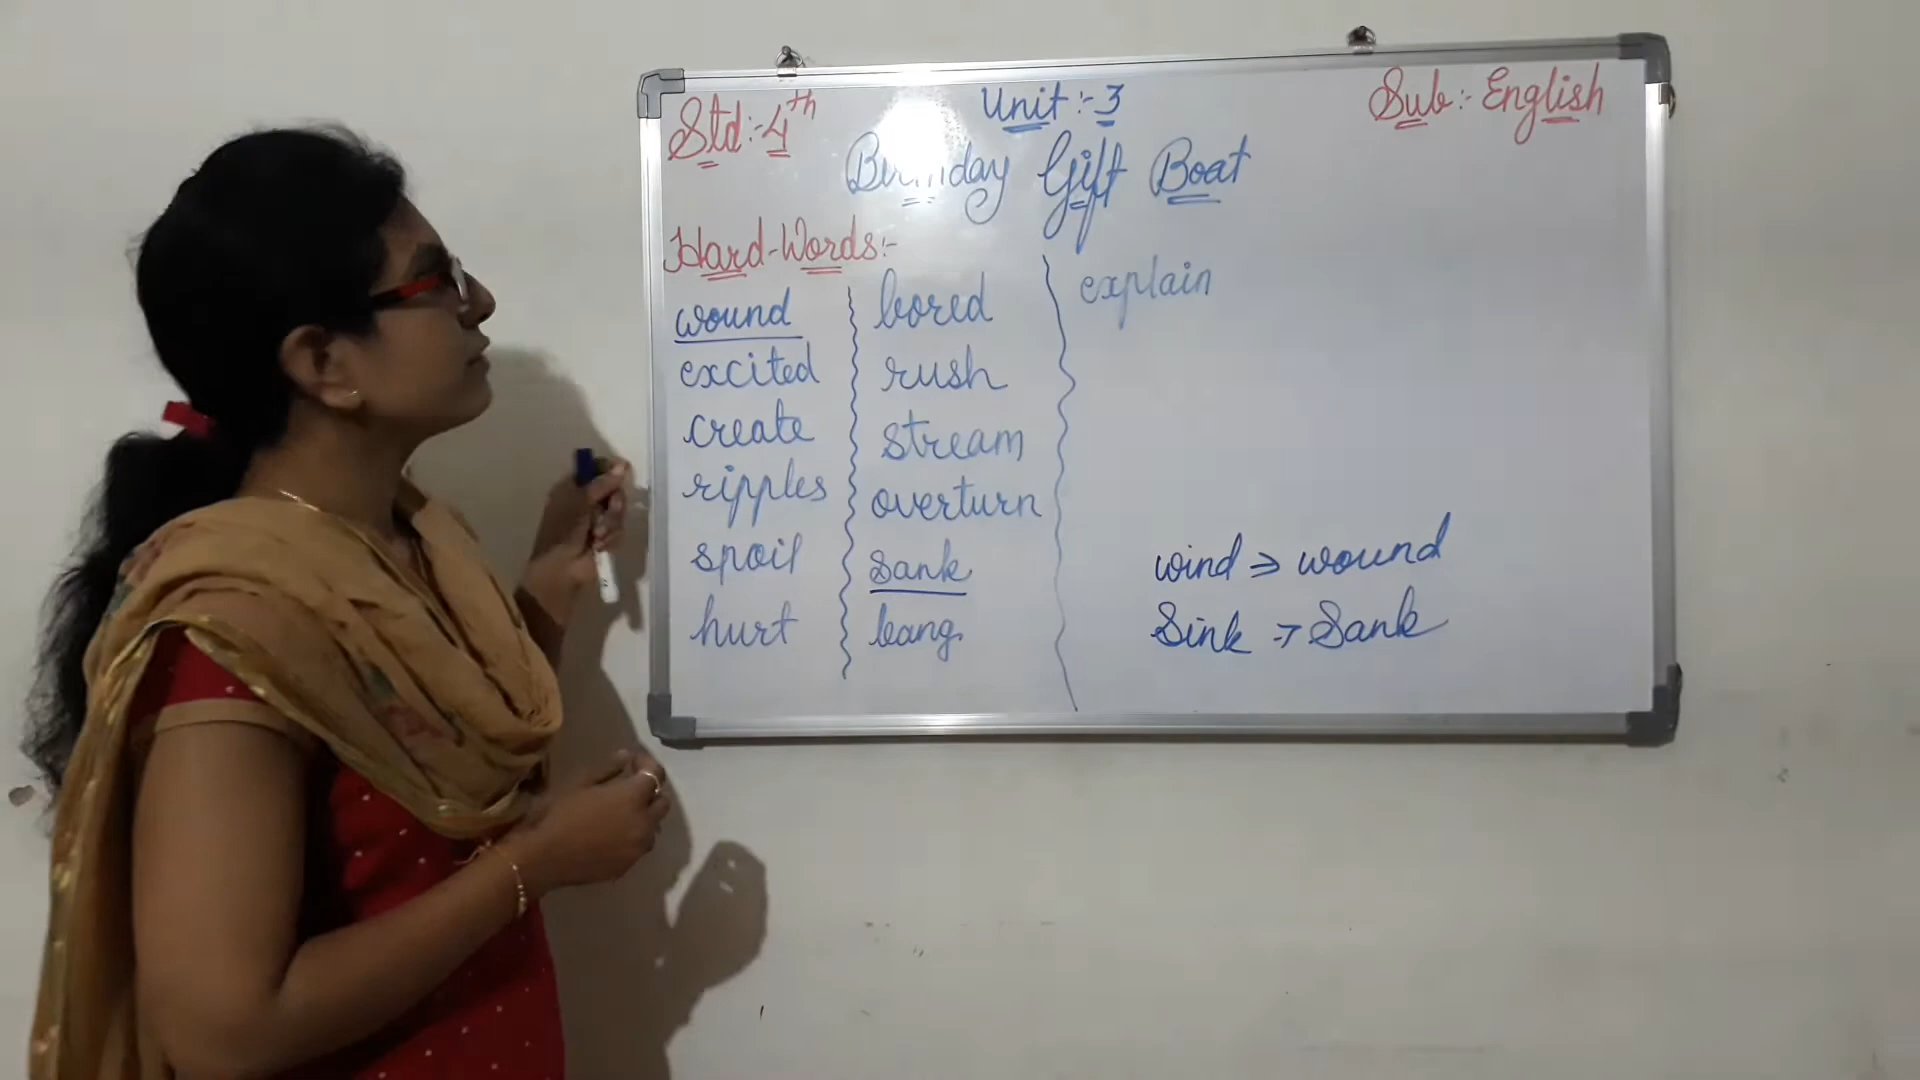 Std:- 4th
Unit:- 3
Sub:- English
Birthday Gift Boat
Hard-Words:-
wound
excited
create
ripples
spoil
hurt
bored
rush
stream
overturn
sank
bang
explain
wind ⇒ wound
Sink → Sank